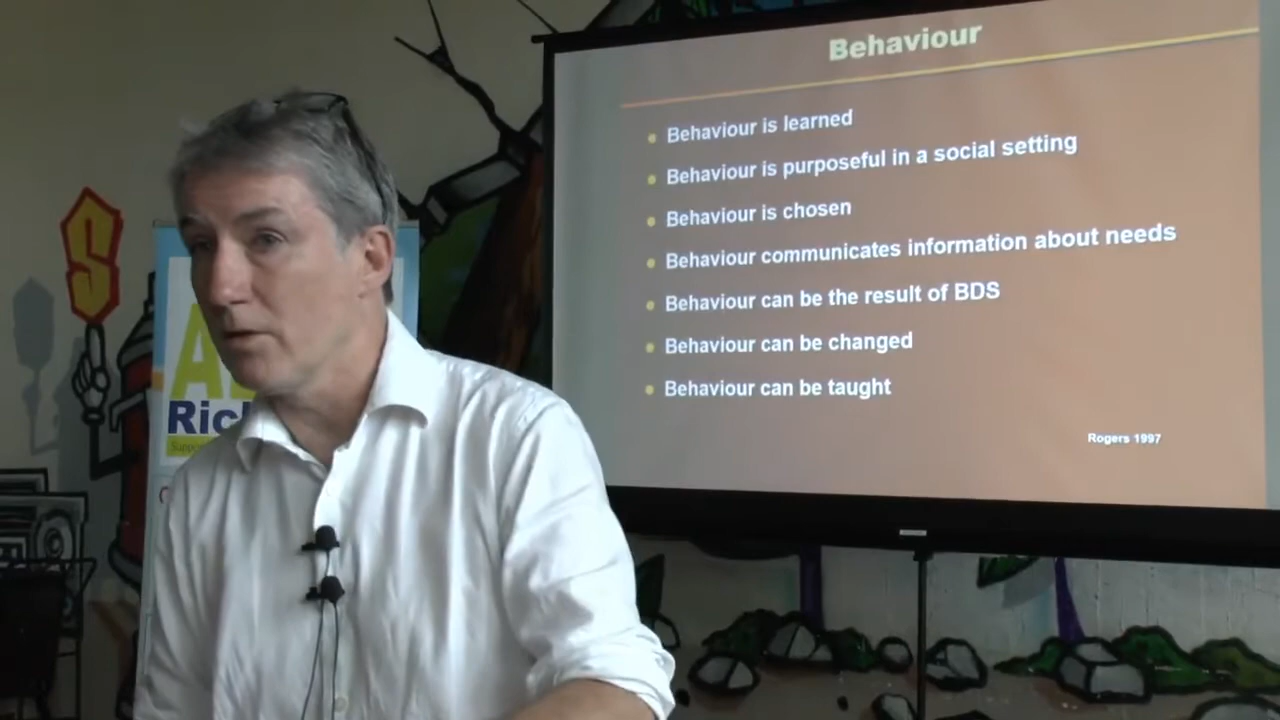 Behaviour
Behaviour is learned
Behaviour is purposeful in a social setting
Behaviour is chosen
Behaviour communicates information about needs
Behaviour can be the result of BDS
Behaviour can be changed
Behaviour can be taught
Rogers 1997
S